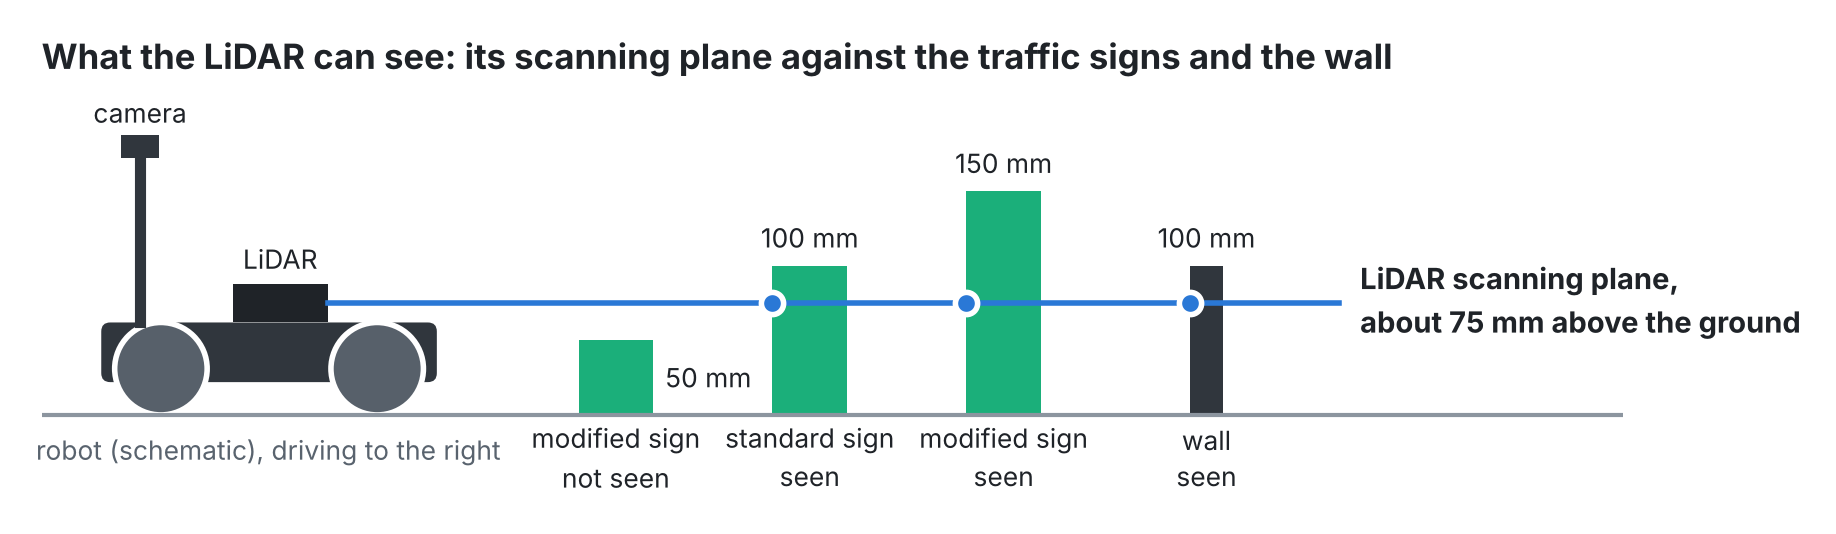 What the LiDAR can see: its scanning plane against the traffic signs and the wall
camera
150 mm
100 mm
100 mm
LiDAR
LiDAR scanning plane,
about 75 mm above the ground
50 mm
robot (schematic), driving to the right
modified sign
not seen
standard sign
seen
modified sign
seen
wall
seen